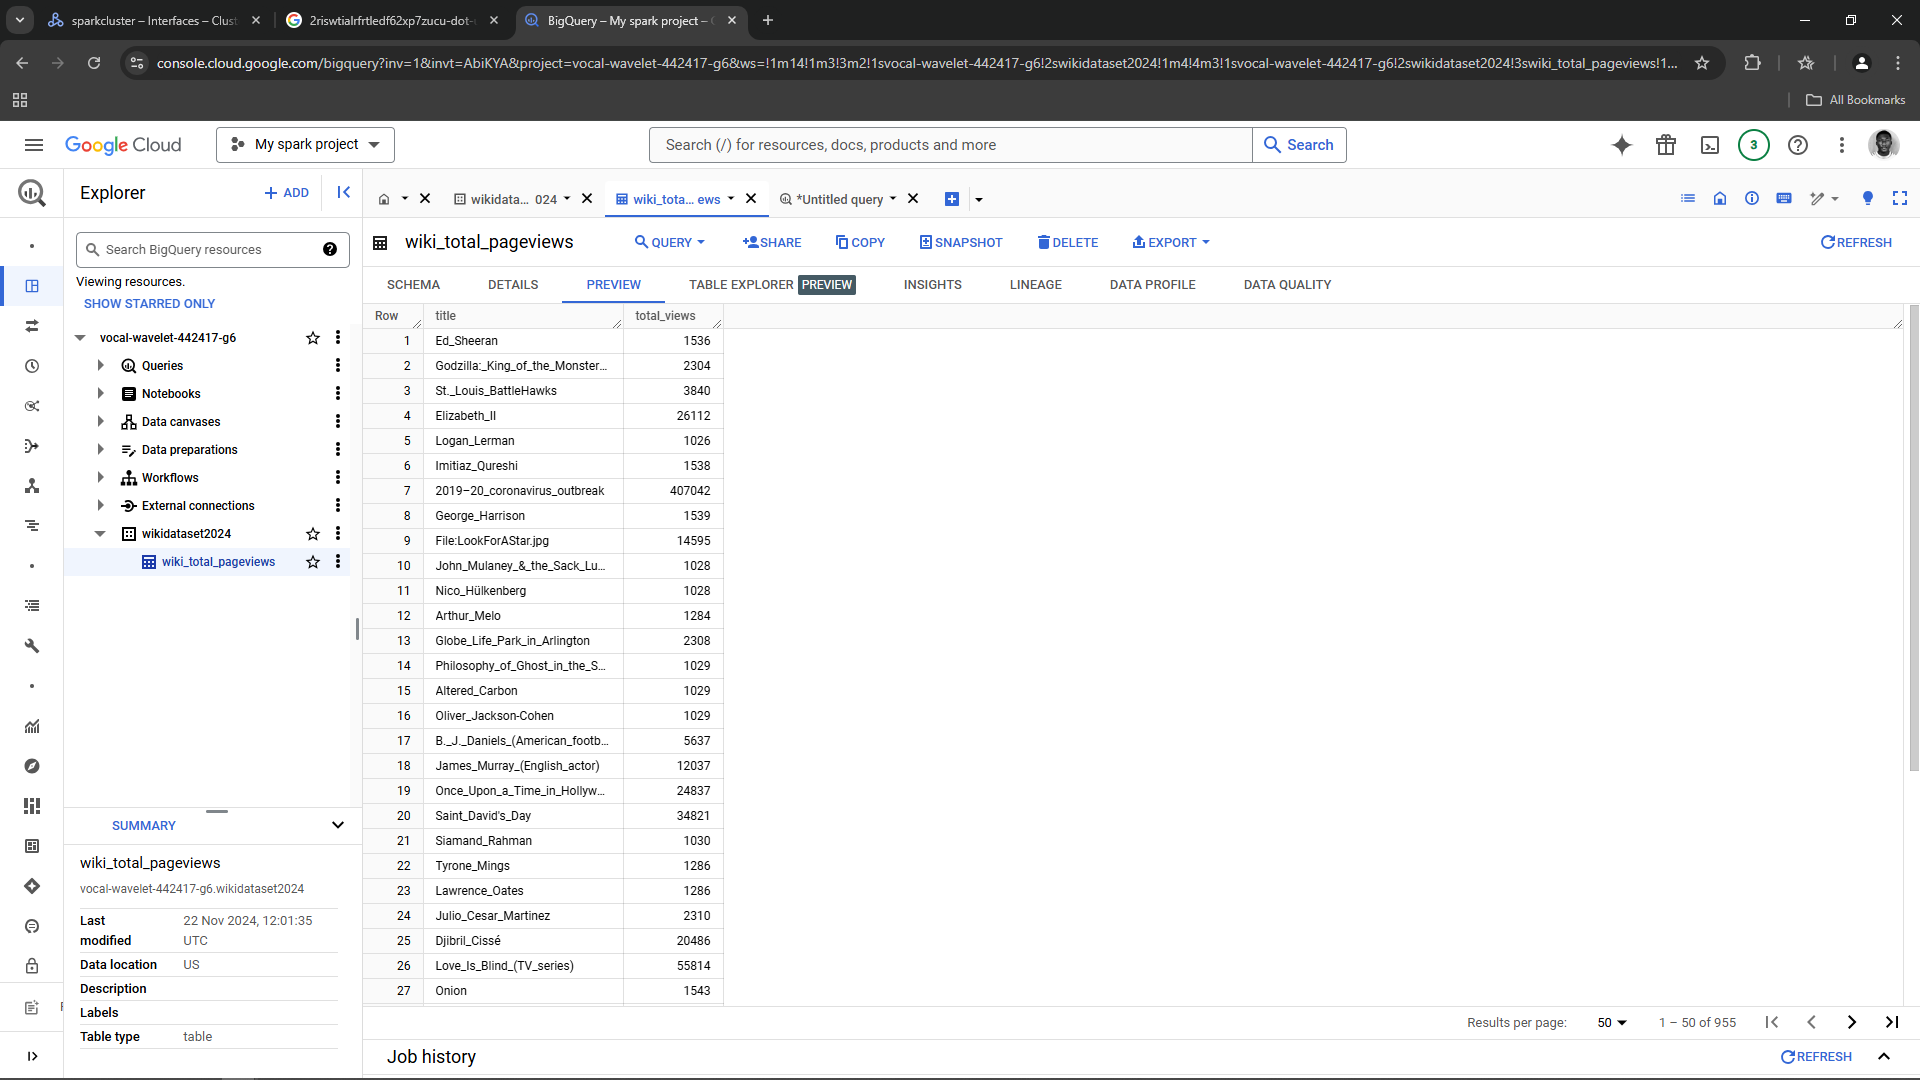 sparkcluster – Interfaces – Clust
2riswtialrfrtledf62xp7zucu-dot-
BigQuery – My spark project –
console.cloud.google.com/bigquery?inv=1&invt=AbiKYA&project=vocal-wavelet-442417-g6&ws=!1m14!1m3!3m2!1svocal-wavelet-442417-g6!2swikidataset2024!1m4!4m3!1svocal-wavelet-442417-g6!2swikidataset2024!3swiki_total_pageviews!1...
All Bookmarks
Google Cloud
My spark project
Search (/) for resources, docs, products and more
Search
3
Explorer
+ ADD
wikidata... 024
wiki_tota... ews
*Untitled query
Search BigQuery resources
Viewing resources.
SHOW STARRED ONLY
vocal-wavelet-442417-g6
Queries
Notebooks
Data canvases
Data preparations
Workflows
External connections
wikidataset2024
wiki_total_pageviews
SUMMARY
wiki_total_pageviews
vocal-wavelet-442417-g6.wikidataset2024
Last modified 22 Nov 2024, 12:01:35 UTC
Data location US
Description
Labels
Table type table
wiki_total_pageviews
QUERY
SHARE
COPY
SNAPSHOT
DELETE
EXPORT
REFRESH
SCHEMA
DETAILS
PREVIEW
TABLE EXPLORER PREVIEW
INSIGHTS
LINEAGE
DATA PROFILE
DATA QUALITY
Row title total_views
1 Ed_Sheeran 1536
2 Godzilla:_King_of_the_Monster... 2304
3 St._Louis_BattleHawks 3840
4 Elizabeth_II 26112
5 Logan_Lerman 1026
6 Imitiaz_Qureshi 1538
7 2019–20_coronavirus_outbreak 407042
8 George_Harrison 1539
9 File:LookForAStar.jpg 14595
10 John_Mulaney_&_the_Sack_Lu... 1028
11 Nico_Hülkenberg 1028
12 Arthur_Melo 1284
13 Globe_Life_Park_in_Arlington 2308
14 Philosophy_of_Ghost_in_the_S... 1029
15 Altered_Carbon 1029
16 Oliver_Jackson-Cohen 1029
17 B._J._Daniels_(American_footb... 5637
18 James_Murray_(English_actor) 12037
19 Once_Upon_a_Time_in_Hollyw... 24837
20 Saint_David's_Day 34821
21 Siamand_Rahman 1030
22 Tyrone_Mings 1286
23 Lawrence_Oates 1286
24 Julio_Cesar_Martinez 2310
25 Djibril_Cissé 20486
26 Love_Is_Blind_(TV_series) 55814
27 Onion 1543
Results per page: 50 1 – 50 of 955
Job history
REFRESH